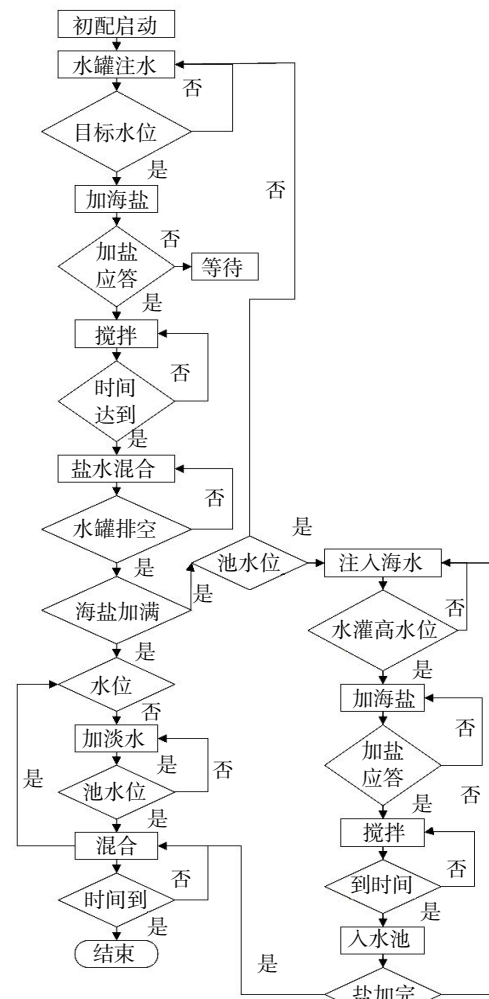 初配启动
水罐注水
否
目标水位
是
加海盐
否
加盐
应答
等待
是
否
搅拌
否
时间
达到
是
盐水混合
否
水罐排空
是
是
池水位
注入海水
海盐加满
是
否
水灌高水位
是
是
水位
加海盐
否
否
加淡水
是
否
加盐
应答
是
池水位
否
是
是
搅拌
混合
否
否
到时间
时间到
是
是
入水池
结束
是
盐加完